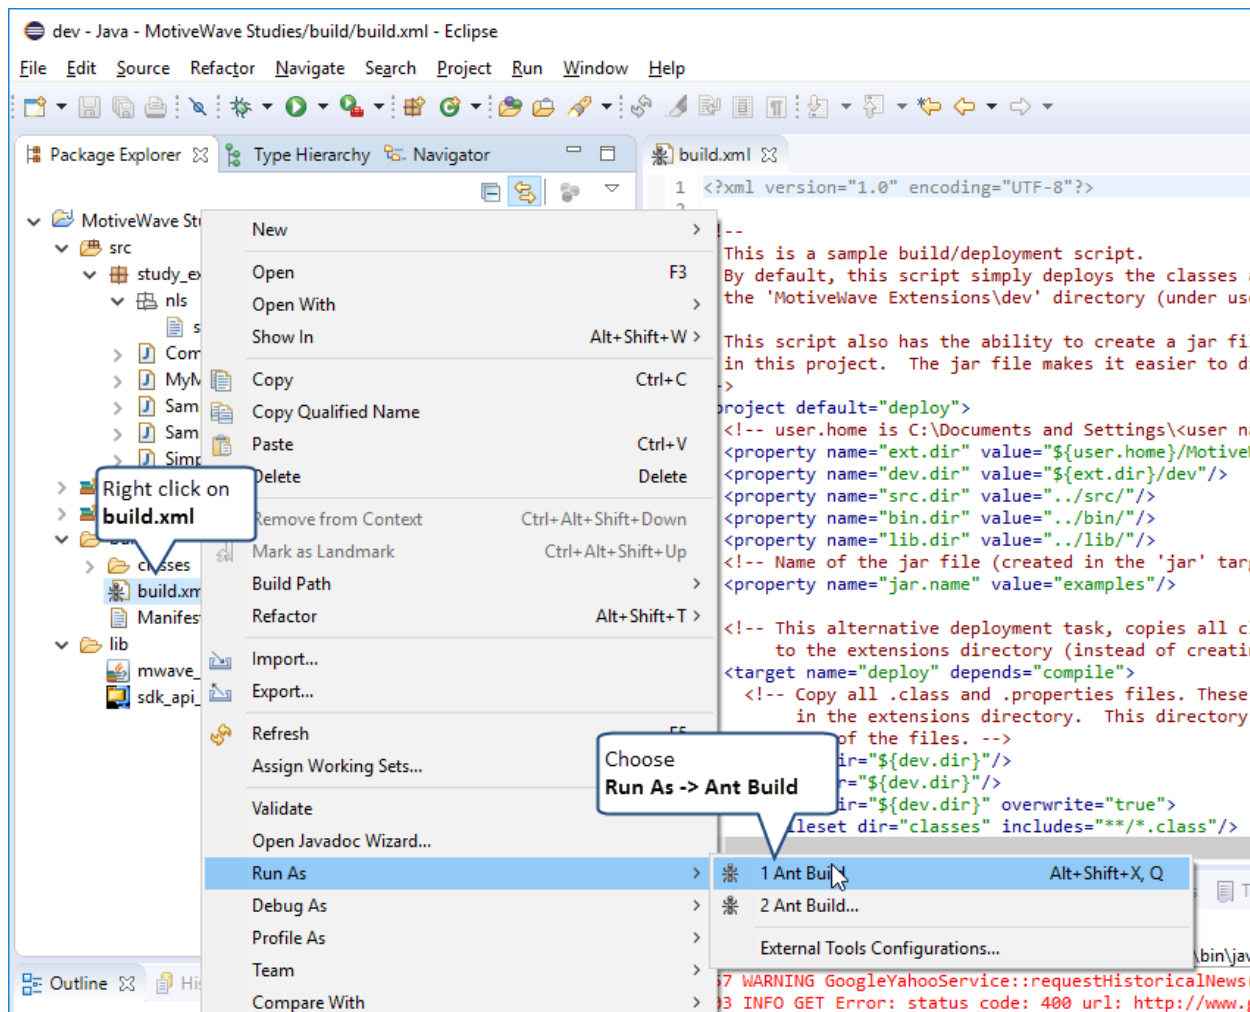 dev - Java - MotiveWave Studies/build/build.xml - Eclipse
File Edit Source Refactor Navigate Search Project Run Window Help
Package Explorer Type Hierarchy Navigator
build.xml
1 <?xml version="1.0" encoding="UTF-8"?>
MotiveWave
src
nls
New
Open F3
Open With
Show In Alt+Shift+W
Copy Ctrl+C
Copy Qualified Name
Paste Ctrl+V
Delete Delete
Remove from Context Ctrl+Alt+Shift+Down
Mark as Landmark Ctrl+Alt+Shift+Up
Build Path
Refactor Alt+Shift+T
Import...
Export...
Refresh F5
Assign Working Sets...
Validate
Open Javadoc Wizard...
Run As
Debug As
Profile As
Team
Compare With
Right click on
build.xml
classes
build.xm
Manifes
lib
mwave_
sdk_api_
Outline
Choose
Run As -> Ant Build
1 Ant Build Alt+Shift+X, Q
2 Ant Build...
External Tools Configurations...
!--
This is a sample build/deployment script.
By default, this script simply deploys the classes
the 'MotiveWave Extensions\dev' directory (under
This script also has the ability to create a jar
in this project. The jar file makes it easier to
>
project default="deploy">
<!-- user.home is C:\Documents and Settings\<user
<property name="ext.dir" value="${user.home}/Motive
<property name="dev.dir" value="${ext.dir}/dev"/>
<property name="src.dir" value="../src/"/>
<property name="bin.dir" value="../bin/"/>
<property name="lib.dir" value="../lib/"/>
<!-- Name of the jar file (created in the 'jar'
<property name="jar.name" value="examples"/>
<!-- This alternative deployment task, copies all
to the extensions directory (instead of
<target name="deploy" depends="compile">
<!-- Copy all .class and .properties files. These
in the extensions directory. This directory
of the files. -->
ir="${dev.dir}"/>
r="${dev.dir}"/>
ir="${dev.dir}" overwrite="true">
leset dir="classes" includes="**/*.class"/>
\bin\jav
57 WARNING GoogleYahooService::requestHistoricalNews
93 INFO GET Error: status code: 400 url: http://www.